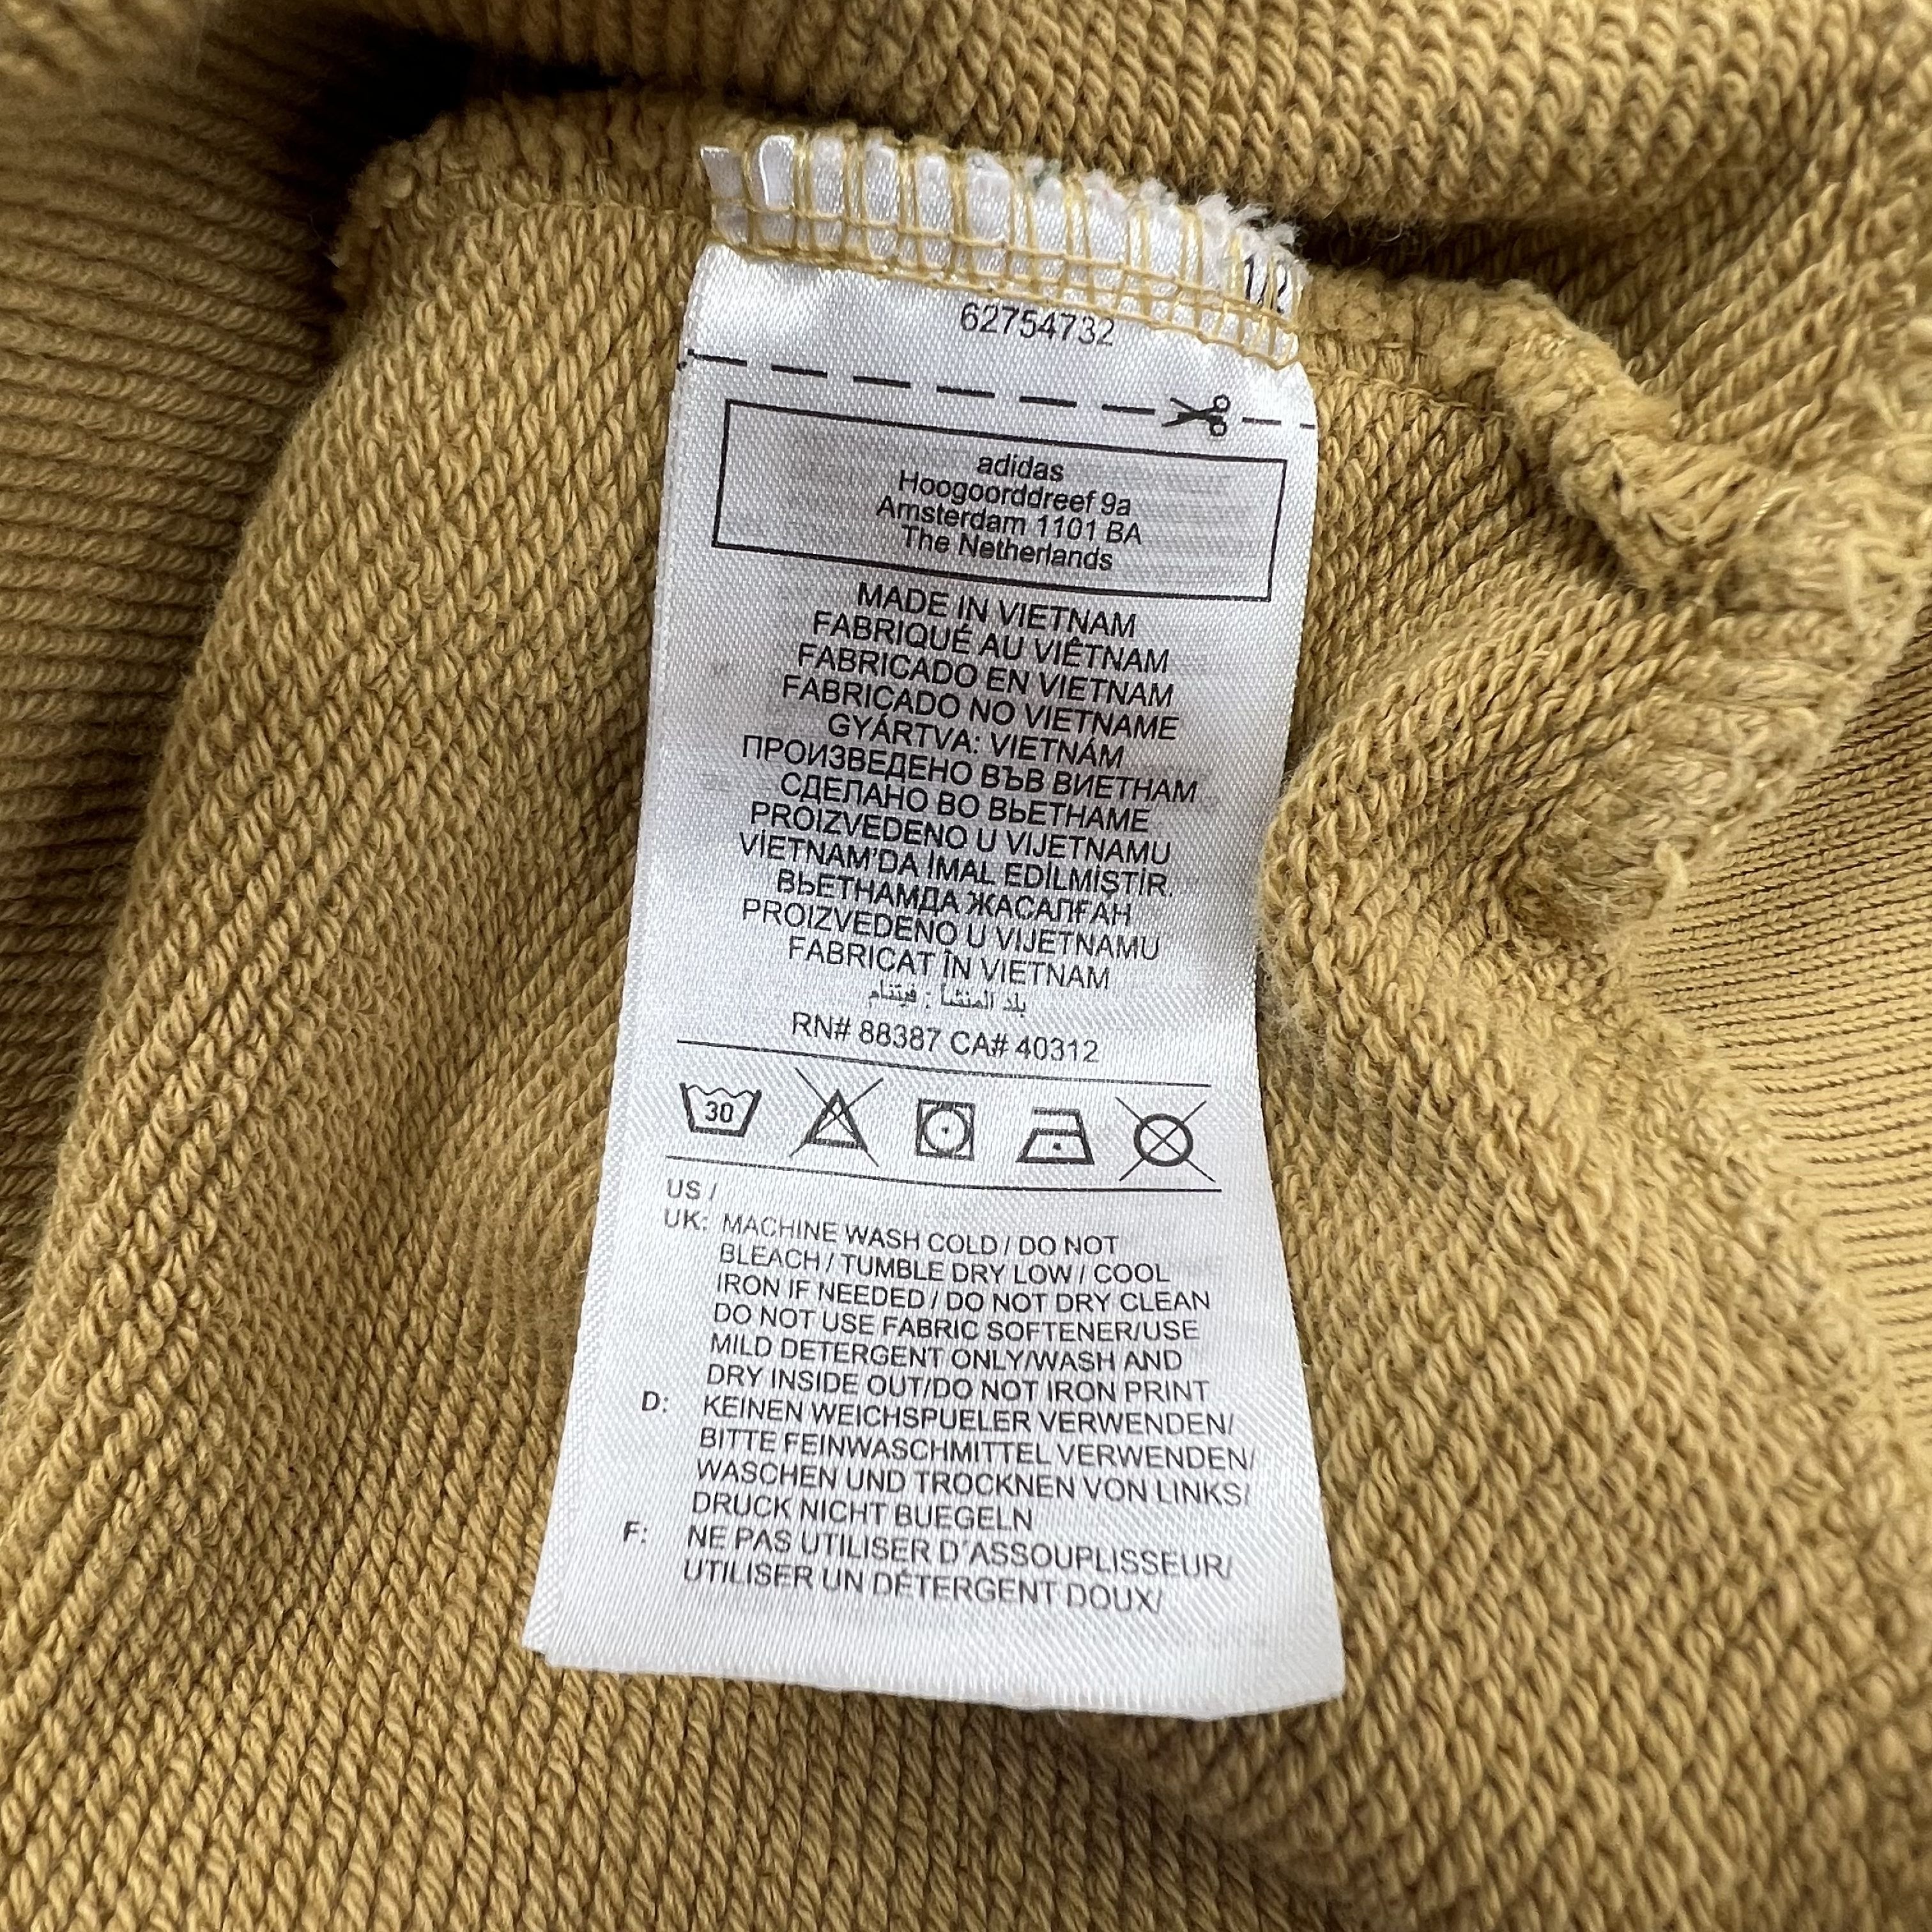 1/2
62754732
adidas
Hoogoorddreef 9a
Amsterdam 1101 BA
The Netherlands
MADE IN VIETNAM
FABRIQUÉ AU VIÊTNAM
FABRICADO EN VIETNAM
FABRICADO NO VIETNAME
GYÁRTVA: VIETNÁM
ПРОИЗВЕДЕНО ВЪВ ВИЕТНАМ
СДЕЛАНО ВО ВЬЕТНАМЕ
PROIZVEDENO U VIJETNAMU
VİETNAM'DA İMAL EDİLMİŞTİR.
ВЬЕТНАМДА ЖАСАЛҒАН
PROIZVEDENO U VIJETNAMU
FABRICAT ÎN VIETNAM
بلد المنشأ : فيتنام
RN# 88387 CA# 40312
30
US /
UK: MACHINE WASH COLD / DO NOT
BLEACH / TUMBLE DRY LOW / COOL
IRON IF NEEDED / DO NOT DRY CLEAN
DO NOT USE FABRIC SOFTENER/USE
MILD DETERGENT ONLY/WASH AND
DRY INSIDE OUT/DO NOT IRON PRINT
D: KEINEN WEICHSPUELER VERWENDEN/
BITTE FEINWASCHMITTEL VERWENDEN/
WASCHEN UND TROCKNEN VON LINKS/
DRUCK NICHT BUEGELN
F: NE PAS UTILISER D'ASSOUPLISSEUR/
UTILISER UN DÉTERGENT DOUX/